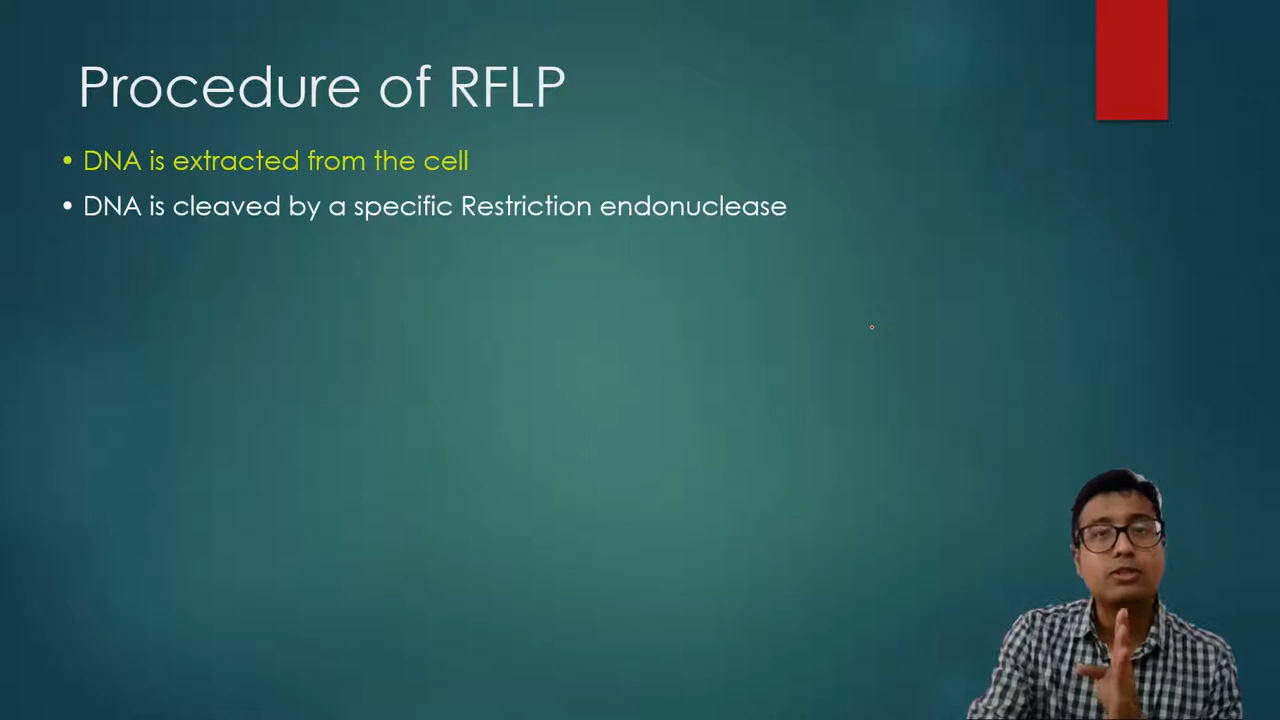 Procedure of RFLP
• DNA is extracted from the cell
• DNA is cleaved by a specific Restriction endonuclease